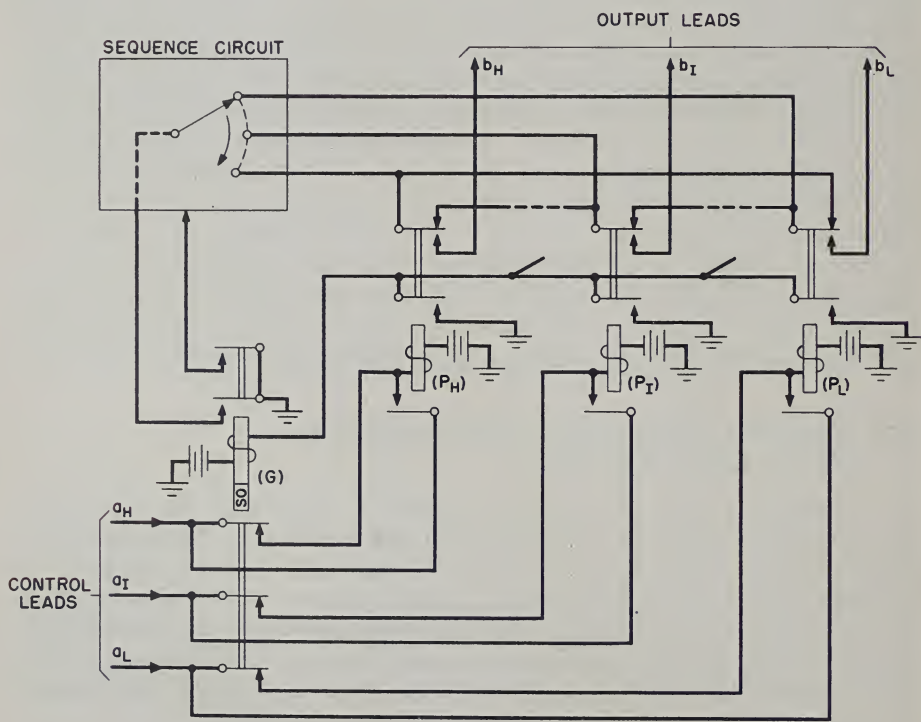 OUTPUT LEADS
SEQUENCE CIRCUIT
bH
bI
bL
(PH)
(PI)
(PL)
(G)
SO
aH
aI
aL
CONTROL
LEADS